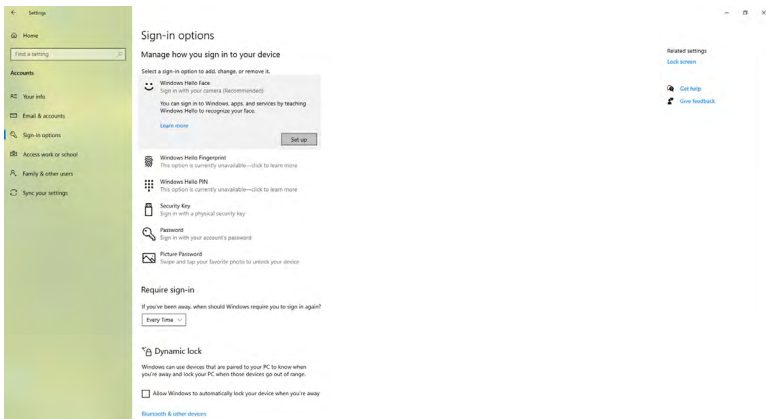 Settings
Home
Find a setting
Accounts
Your info
Email & accounts
Sign-in options
Access work or school
Family & other users
Sync your settings
Sign-in options
Manage how you sign in to your device
Select a sign-in option to add, change, or remove it.
Windows Hello Face
Sign in with your camera (Recommended)
You can sign in to Windows, apps, and services by teaching
Windows Hello to recognize your face.
Learn more
Set up
Windows Hello Fingerprint
This option is currently unavailable—click to learn more
Windows Hello PIN
This option is currently unavailable—click to learn more
Security Key
Sign in with a physical security key
Password
Sign in with your account's password
Picture Password
Swipe and tap your favorite photo to unlock your device
Require sign-in
If you've been away, when should Windows require you to sign in again?
Every Time
Dynamic lock
Windows can use devices that are paired to your PC to know when
you're away and lock your PC when those devices go out of range.
Allow Windows to automatically lock your device when you're away
Bluetooth & other devices
Related settings
Lock screen
Get help
Give feedback